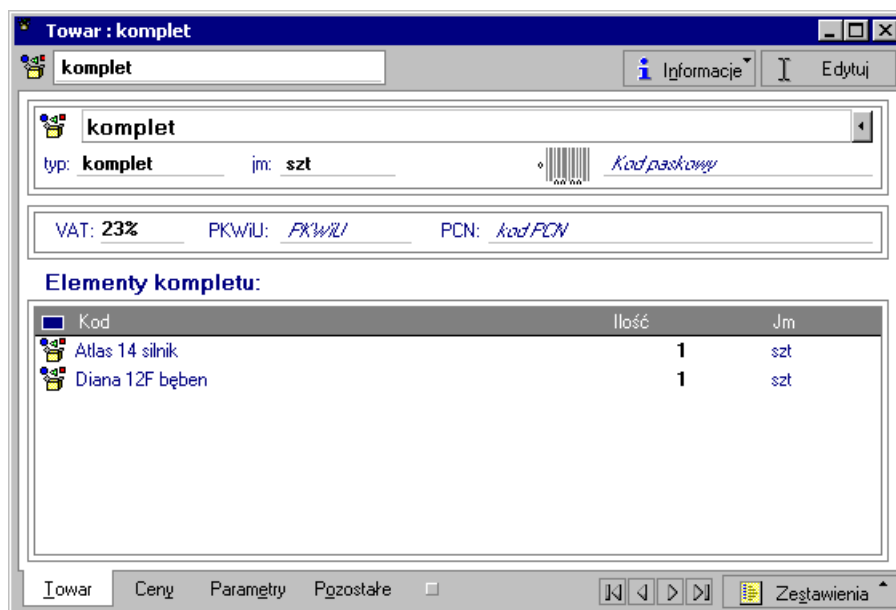 Towar : komplet
komplet Informacje Edytuj
komplet
typ: komplet jm: szt Kod paskowy
VAT: 23% PKWiU: PKWiU PCN: kod PCN
Elementy kompletu:
Kod Ilość Jm
Atlas 14 silnik 1 szt
Diana 12F bęben 1 szt
Towar Ceny Parametry Pozostałe Zestawienia